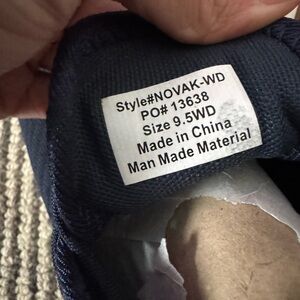 Style#NOVAK-WD
PO# 13638
Size 9.5WD
Made in China
Man Made Material